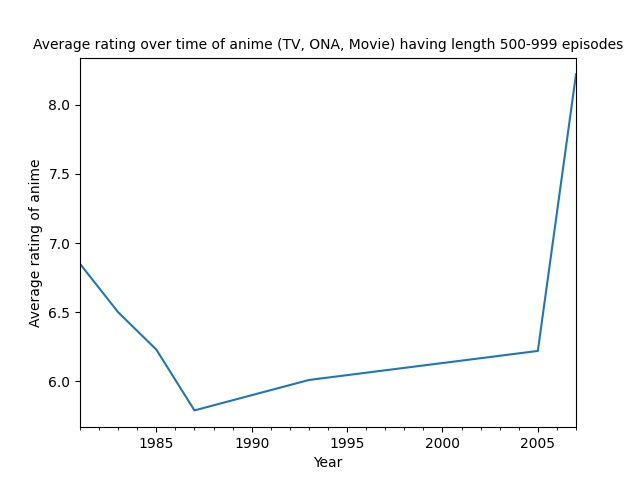 Average rating over time of anime (TV, ONA, Movie) having length 500-999 episodes
8.0
7.5
7.0
6.5
6.0
Average rating of anime
1985 1990 1995 2000 2005
Year